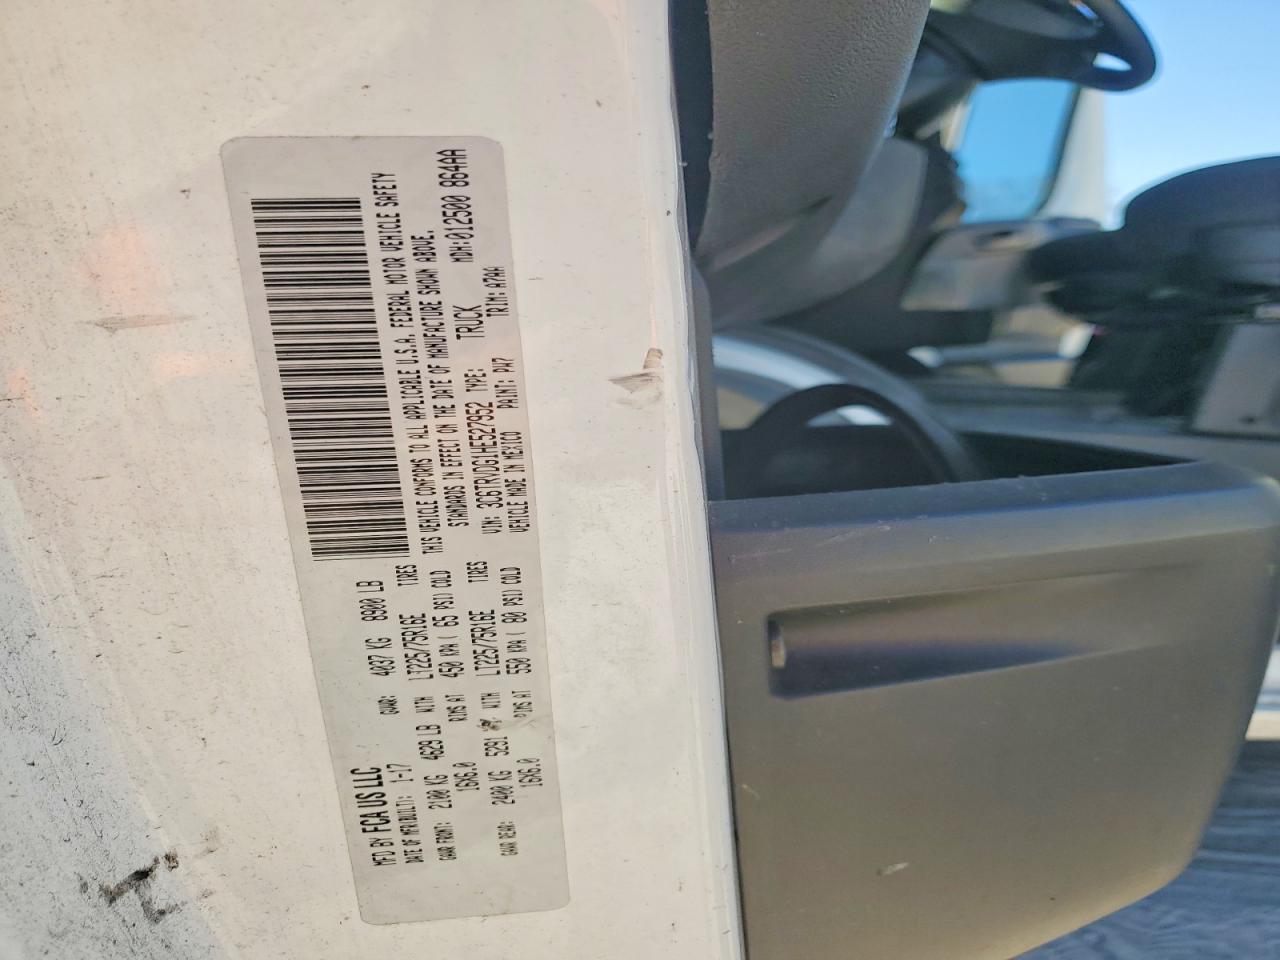 MFD BY FCA US LLC
DATE OF MFR(BUILT): 1-17 GVWR: 4037 KG 8900 LB
GAWR FRONT: 2100 KG 4629 LB WITH LT225/75R16E TIRES
16X6.0 RIMS AT 450 KPA ( 65 PSI) COLD
GAWR REAR: 2400 KG 5291 WITH LT225/75R16E TIRES
16X6.0 RIMS AT 550 KPA ( 80 PSI) COLD
THIS VEHICLE CONFORMS TO ALL APPLICABLE U.S.A. FEDERAL MOTOR VEHICLE SAFETY
STANDARDS IN EFFECT ON THE DATE OF MANUFACTURE SHOWN ABOVE.
MDH:012500 864AA
VIN: 3C6TRVDG1HE527952 TYPE: TRUCK
VEHICLE MADE IN MEXICO PAINT: PW7 TRIM: A7AA